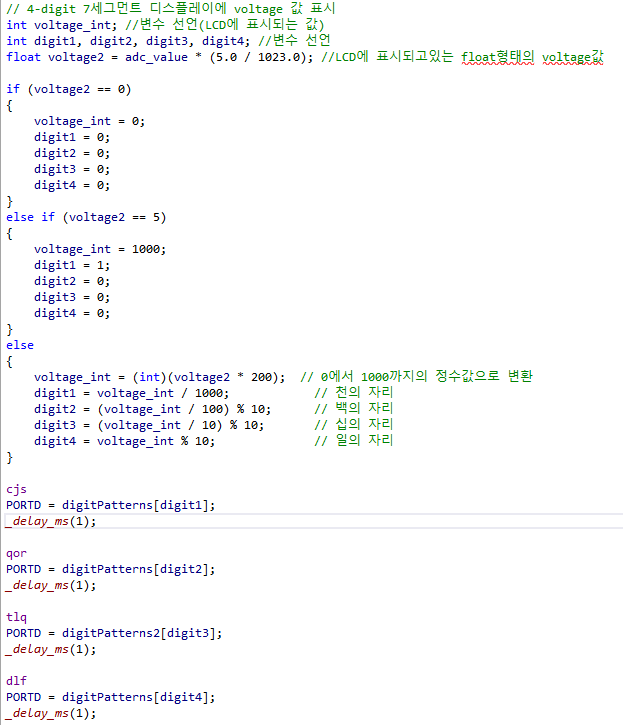 // 4-digit 7세그먼트 디스플레이에 voltage 값 표시
int voltage_int; //변수 선언(LCD에 표시되는 값)
int digit1, digit2, digit3, digit4; //변수 선언
float voltage2 = adc_value * (5.0 / 1023.0); //LCD에 표시되고있는 float형태의 voltage값

if (voltage2 == 0)
{
    voltage_int = 0;
    digit1 = 0;
    digit2 = 0;
    digit3 = 0;
    digit4 = 0;
}
else if (voltage2 == 5)
{
    voltage_int = 1000;
    digit1 = 1;
    digit2 = 0;
    digit3 = 0;
    digit4 = 0;
}
else
{
    voltage_int = (int)(voltage2 * 200);  // 0에서 1000까지의 정수값으로 변환
    digit1 = voltage_int / 1000;            // 천의 자리
    digit2 = (voltage_int / 100) % 10;      // 백의 자리
    digit3 = (voltage_int / 10) % 10;       // 십의 자리
    digit4 = voltage_int % 10;              // 일의 자리
}

cjs
PORTD = digitPatterns[digit1];
_delay_ms(1);

qor
PORTD = digitPatterns[digit2];
_delay_ms(1);

tlq
PORTD = digitPatterns2[digit3];
_delay_ms(1);

dlf
PORTD = digitPatterns[digit4];
_delay_ms(1);